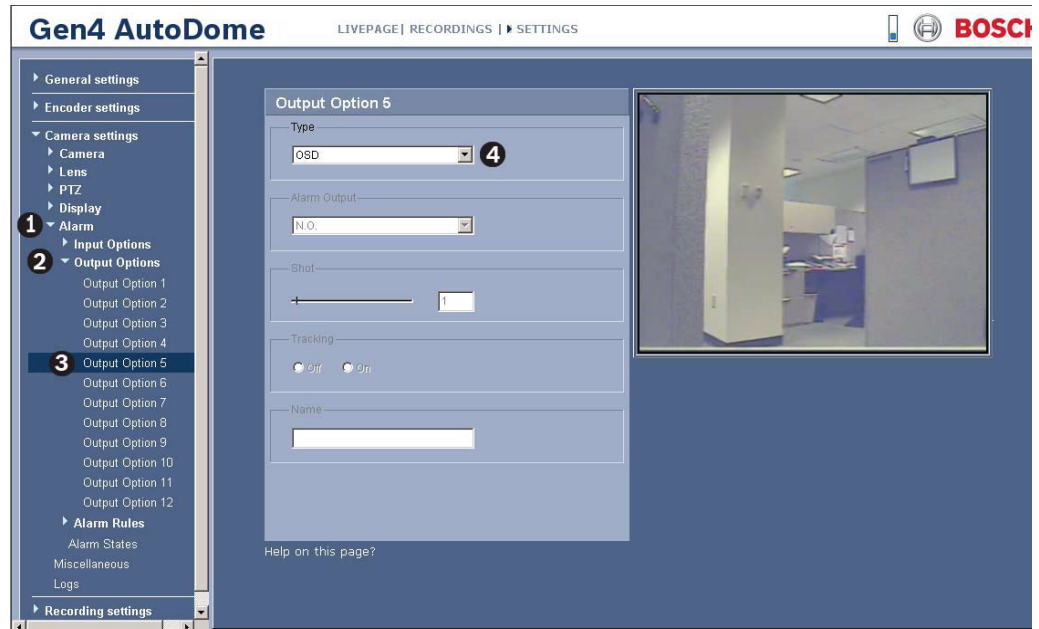 Gen4 AutoDome
LIVEPAGE| RECORDINGS | SETTINGS
BOSCH
General settings
Encoder settings
Camera settings
Camera
Lens
PTZ
Display
1 Alarm
Input Options
2 Output Options
Output Option 1
Output Option 2
Output Option 3
Output Option 4
3 Output Option 5
Output Option 6
Output Option 7
Output Option 8
Output Option 9
Output Option 10
Output Option 11
Output Option 12
Alarm Rules
Alarm States
Miscellaneous
Logs
Recording settings
Output Option 5
Type
OSD 4
Alarm Output
N.O.
Shot
1
Tracking
Off On
Name
Help on this page?